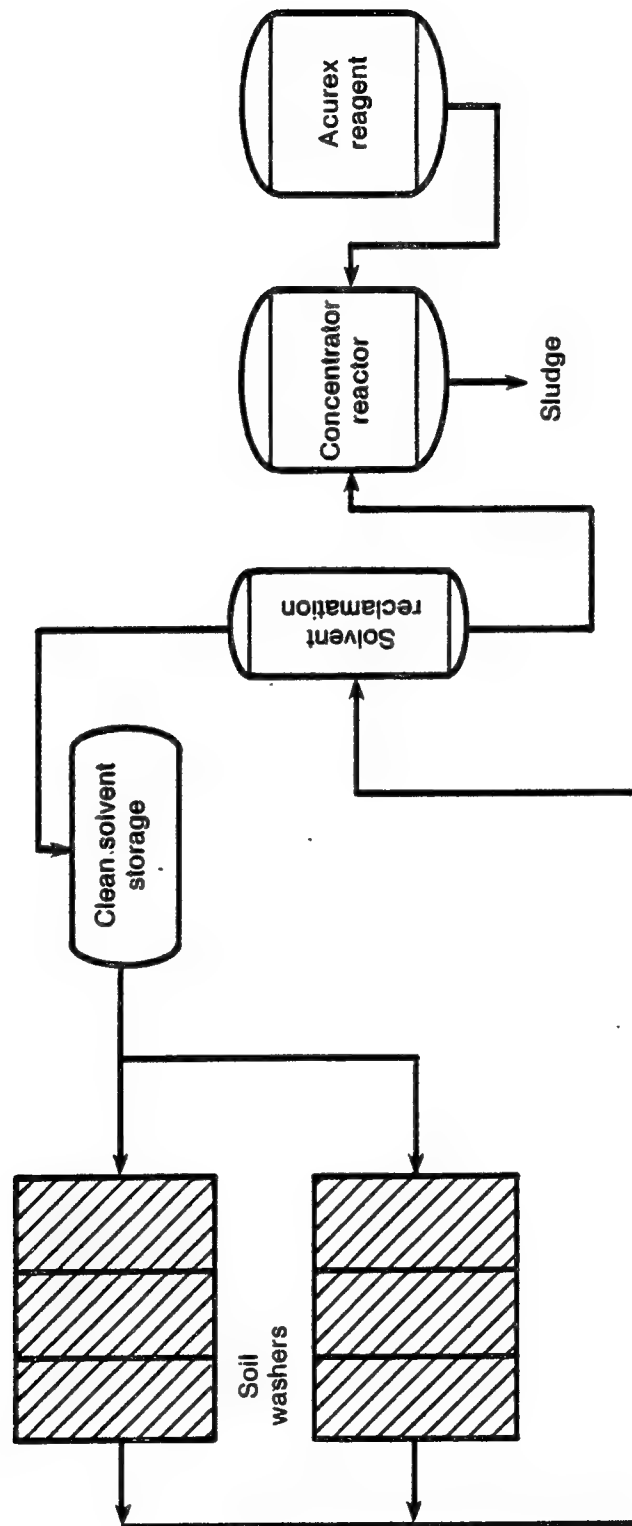 Acurex
reagent
Concentrator
reactor
Sludge
Solvent
reclamation
Clean solvent
storage
Soil
washers